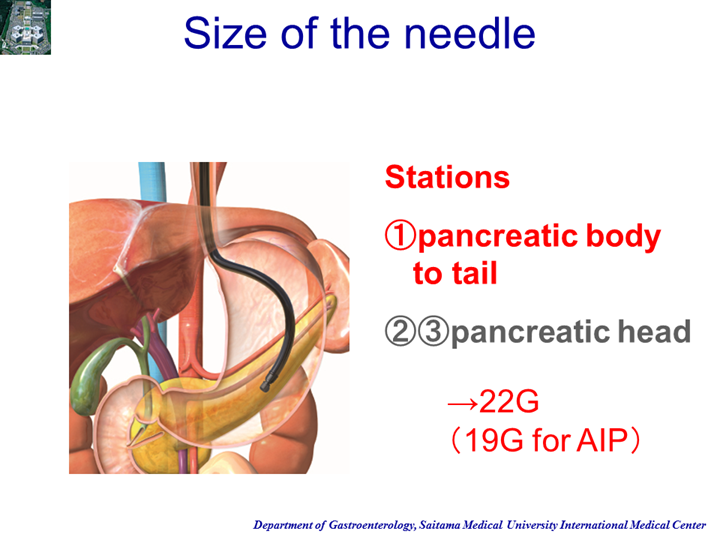 Size of the needle
Stations
①pancreatic body
to tail
②③pancreatic head
→22G
（19G for AIP）
Department of Gastroenterology, Saitama Medical University International Medical Center